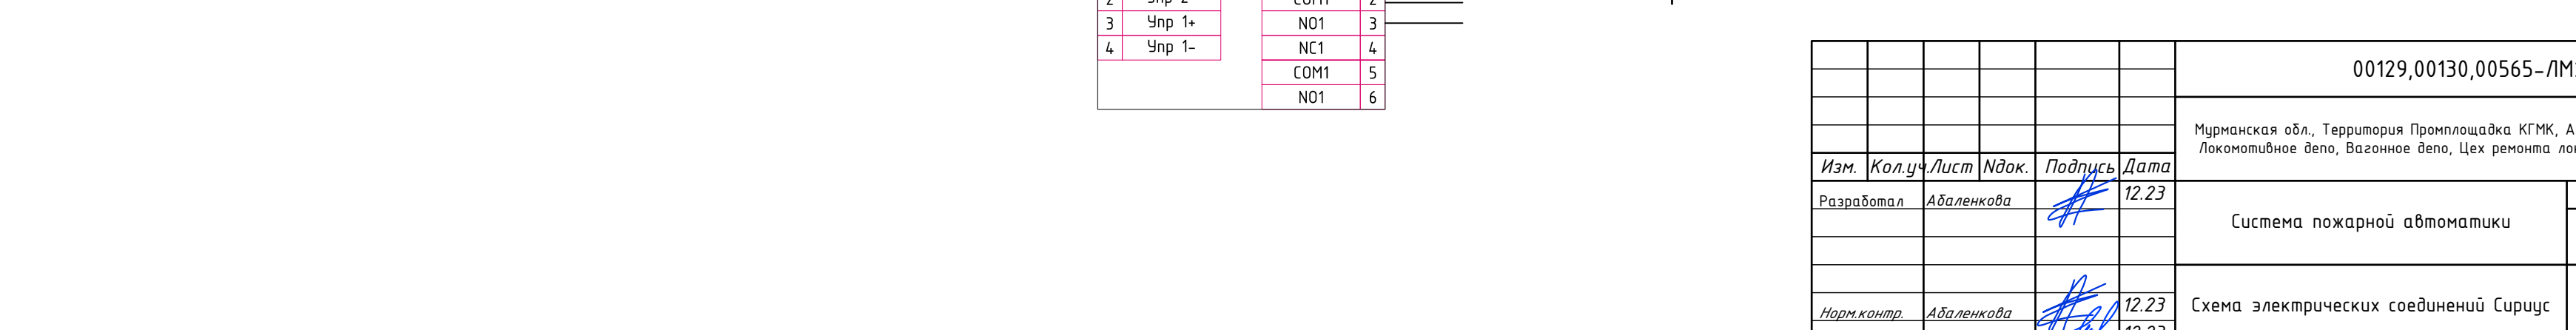 3 Упр 1+ NO1 3
4 Упр 1- NC1 4
COM1 5
NO1 6
00129,00130,00565-ЛМ
Мурманская обл., Территория Промплощадка КГМК,
Локомотивное депо, Вагонное депо, Цех ремонта
Изм. Кол.уч. Лист Nдок. Подпись Дата
Разработал Абаленкова 12.23
Система пожарной автоматики
Норм.контр. Абаленкова 12.23
Схема электрических соединений Сириус